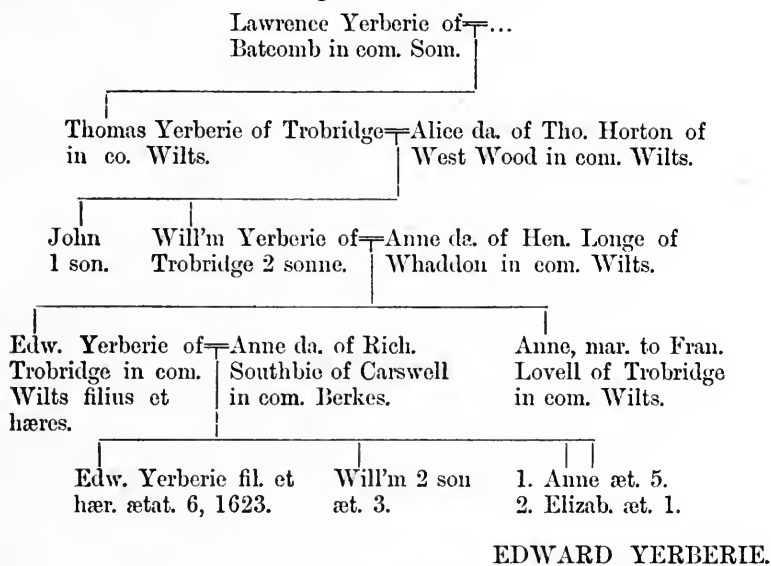 Lawrence Yerberie of=...
Batcomb in com. Som.
Thomas Yerberie of Trobridge=Alice da. of Tho. Horton of
in co. Wilts. West Wood in com. Wilts.
John Will'm Yerberie of=Anne da. of Hen. Longe of
1 son. Trobridge 2 sonne. Whaddon in com. Wilts.
Edw. Yerberie of=Anne da. of Rich. Anne, mar. to Fran.
Trobridge in com. Southbie of Carswell Lovell of Trobridge
Wilts filius et in com. Berkes. in com. Wilts.
hæres.
Edw. Yerberie fil. et Will'm 2 son 1. Anne æt. 5.
hær. ætat. 6, 1623. æt. 3. 2. Elizab. æt. 1.
EDWARD YERBERIE.